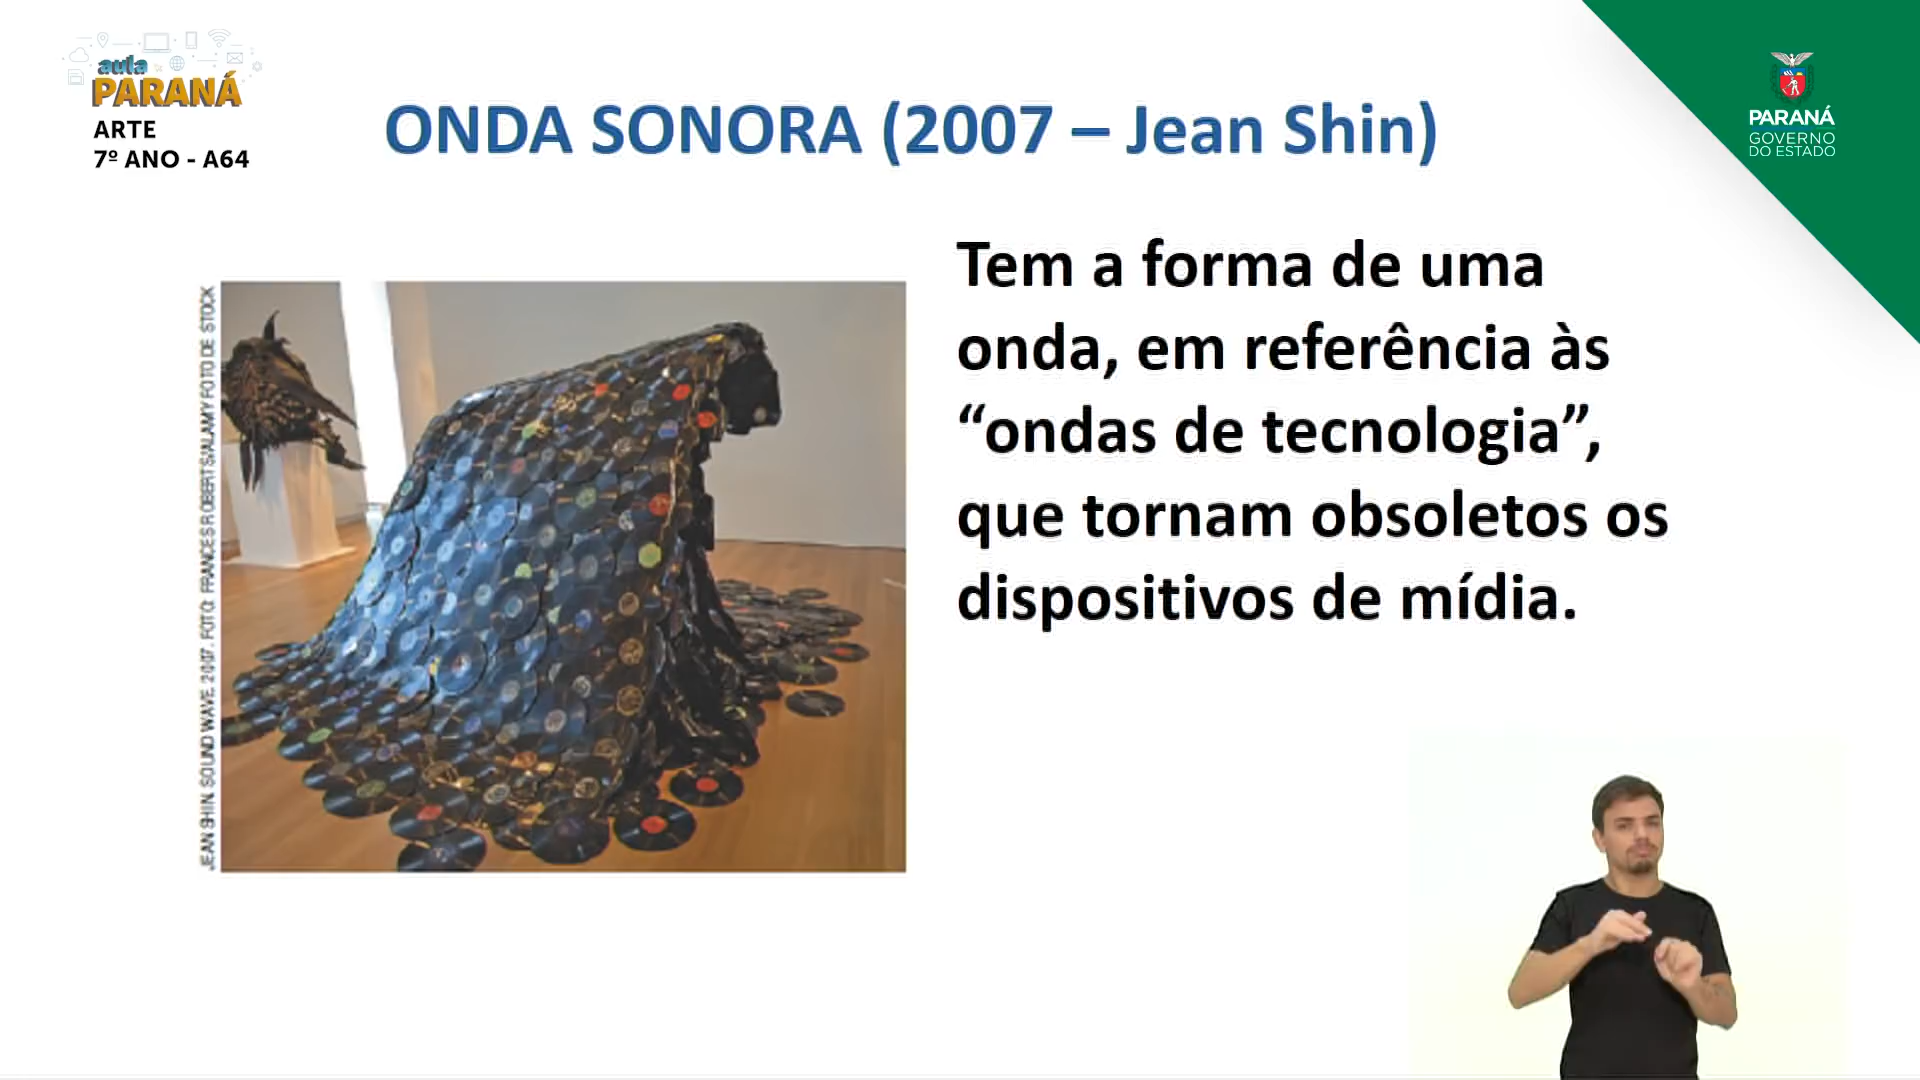 aula
PARANÁ
ARTE
7º ANO - A64
ONDA SONORA (2007 – Jean Shin)
PARANÁ
GOVERNO
DO ESTADO
Tem a forma de uma
onda, em referência às
“ondas de tecnologia”,
que tornam obsoletos os
dispositivos de mídia.
JEAN SHIN. SOUND WAVE. 2007. FOTO: FRANCES ROBERTS/ALAMY FOTO DE STOCK